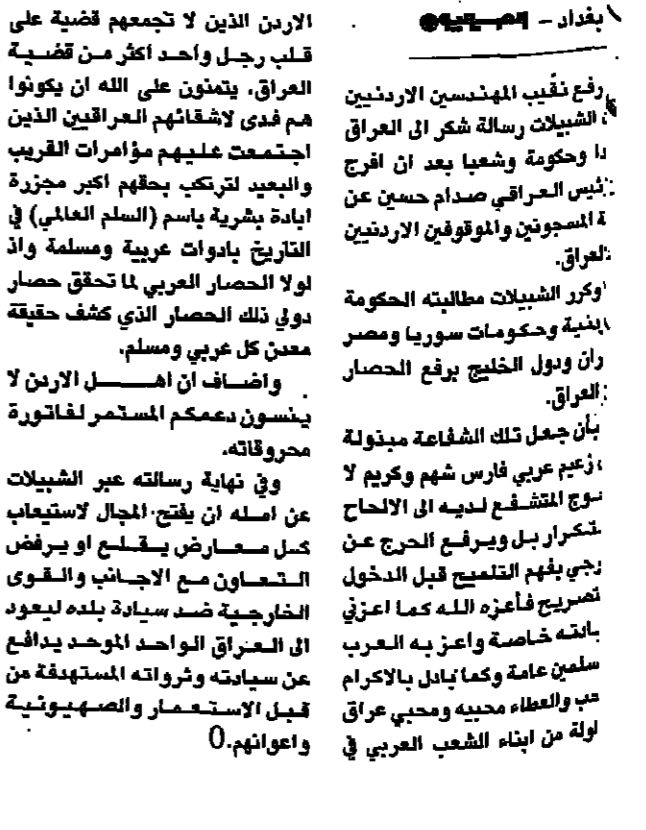 بغداد –
رفع نقيب المهندسين الاردنيين
الشبيلات رسالة شكر الى العراق
دا وحكومة وشعبا بعد ان افرج
ئيس العراقي صدام حسين عن
ة المسجونين والموقوفين الاردنيين
لعراق.
وكرر الشبيلات مطالبته الحكومة
ردنية وحكومات سوريا ومصر
ران ودول الخليج برفع الحصار
العراق.
بأن جعل تلك الشفاعة مبذولة
زعيم عربي فارس شهم وكريم لا
وج المتشفع لديه الى الالحاح
لتكرار بل ويرفع الحرج عن
رجي بفهم التلميح قبل الدخول
لتصريح فأعزه الله كما اعزني
بادته خاصة واعز به العرب
سلمين عامة وكما نبادل بالاكرام
حب والعطاء محبيه ومحبي عراق
لولة من ابناء الشعب العربي في
الاردن الذين لا تجمعهم قضية على
قلب رجل واحد أكثر من قضية
العراق، يتمنون على الله ان يكونوا
هم فدى لاشقائهم العراقيين الذين
اجتمعت عليهم مؤامرات القريب
والبعيد لترتكب بحقهم اكبر مجزرة
ابادة بشرية باسم (السلم العالمي) في
التاريخ بادوات عربية ومسلمة واذ
لولا الحصار العربي لما تحقق حصار
دولي ذلك الحصار الذي كشف حقيقة
معدن كل عربي ومسلم.
واضاف ان اهل الاردن لا
ينسون دعمكم المستمر لفاتورة
محروقاته.
وفي نهاية رسالته عبر الشبيلات
عن امله ان يفتح المجال لاستيعاب
كل معارض يقلع او يرفض
التعاون مع الاجانب والقوى
الخارجية ضد سيادة بلده ليعود
الى العراق الواحد الموحد يدافع
عن سيادته وثرواته المستهدفة من
قبل الاستعمار والصهيونية
واعوانهم.()